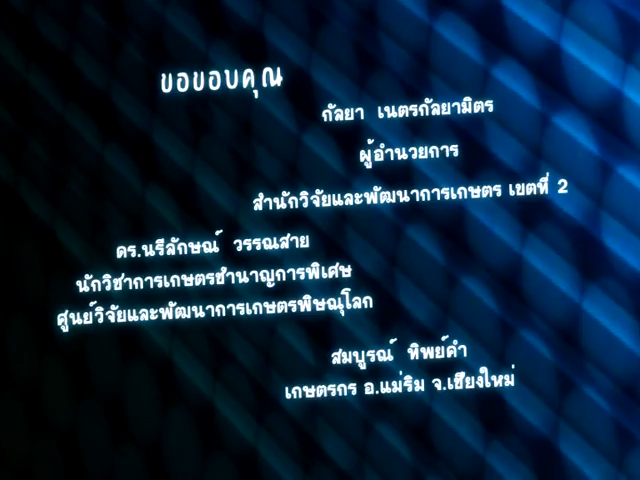 ขอขอบคุณ
กัลยา เนตรกัลยามิตร
ผู้อำนวยการ
สำนักวิจัยและพัฒนาการเกษตร เขตที่ 2
ดร.นรีลักษณ์ วรรณสาย
นักวิชาการเกษตรชำนาญการพิเศษ
ศูนย์วิจัยและพัฒนาการเกษตรพิษณุโลก
สมบูรณ์ ทิพย์คำ
เกษตรกร อ.แม่ริม จ.เชียงใหม่